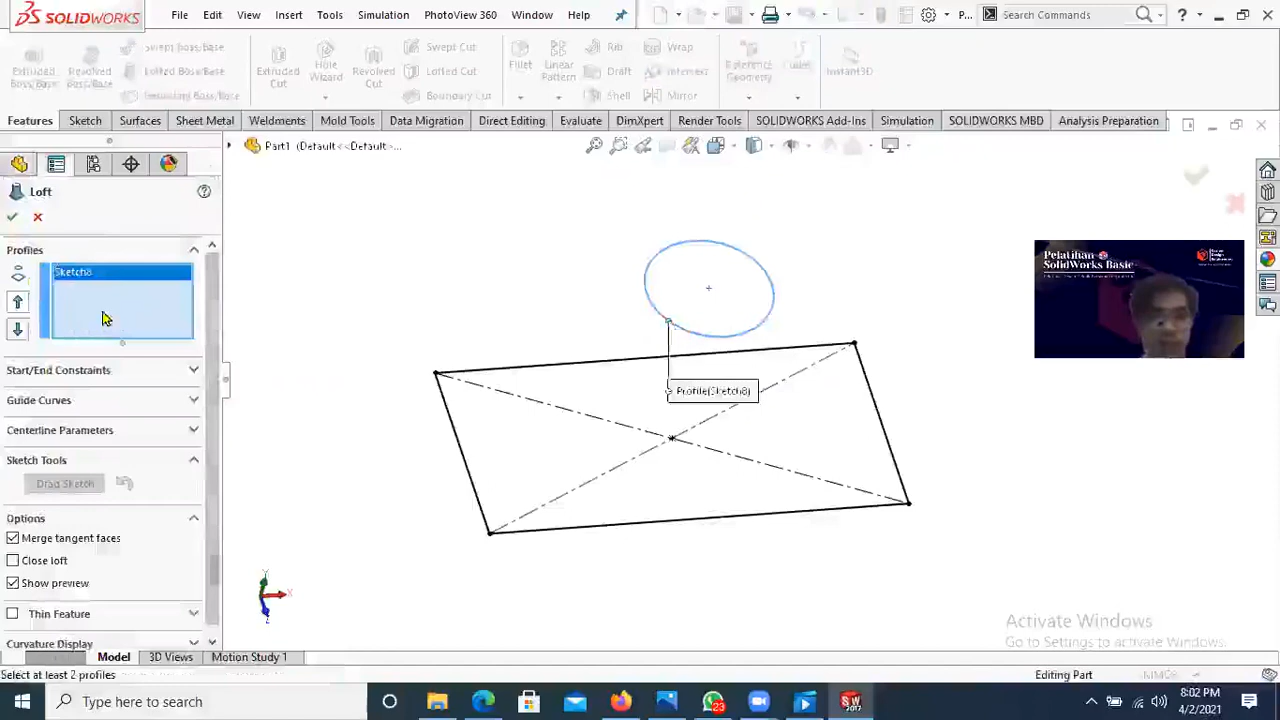 SOLIDWORKS
File Edit View Insert Tools Simulation PhotoView 360 Window Help
P... Search Commands
Extruded Boss/Base
Revolved Boss/Base
Swept Boss/Base
Lofted Boss/Base
Boundary Boss/Base
Extruded Cut
Hole Wizard
Revolved Cut
Swept Cut
Lofted Cut
Boundary Cut
Fillet
Linear Pattern
Rib
Draft
Shell
Wrap
Intersect
Mirror
Reference Geometry
Curves
Instant3D
Features Sketch Surfaces Sheet Metal Weldments Mold Tools Data Migration Direct Editing Evaluate DimXpert Render Tools SOLIDWORKS Add-Ins Simulation SOLIDWORKS MBD Analysis Preparation
Part1 (Default<<Default>...
Loft
Profiles
Sketch8
Start/End Constraints
Guide Curves
Centerline Parameters
Sketch Tools
Drag Sketch
Options
Merge tangent faces
Close loft
Show preview
Thin Feature
Curvature Display
Profile(Sketch8)
Pelatihan
SolidWorks Basic
Y
X
Z
Activate Windows
Go to Settings to activate Windows.
Model 3D Views Motion Study 1
Select at least 2 profiles
Editing Part
MMGS
Type here to search
23
SW
2017
8:02 PM
4/2/2021